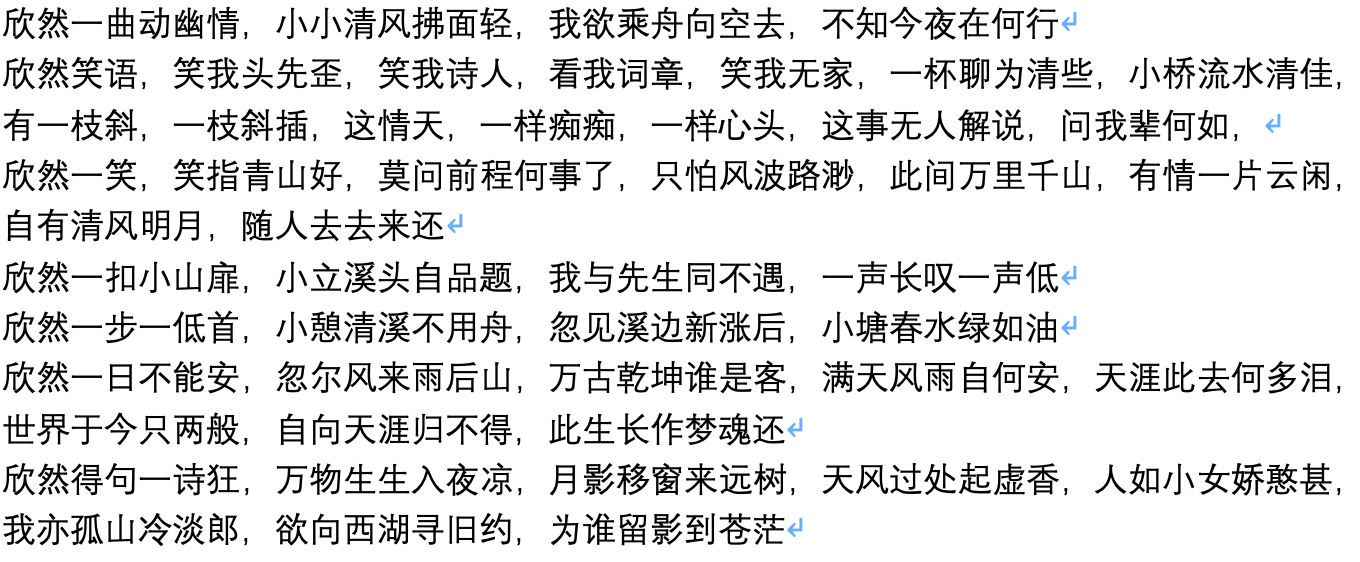 欣然一曲动幽情，小小清风拂面轻，我欲乘舟向空去，不知今夜在何行
欣然笑语，笑我头先歪，笑我诗人，看我词章，笑我无家，一杯聊为清些，小桥流水清佳，
有一枝斜，一枝斜插，这情天，一样痴痴，一样心头，这事无人解说，问我辈何如，
欣然一笑，笑指青山好，莫问前程何事了，只怕风波路渺，此间万里千山，有情一片云闲，
自有清风明月，随人去去来还
欣然一扣小山扉，小立溪头自品题，我与先生同不遇，一声长叹一声低
欣然一步一低首，小憩清溪不用舟，忽见溪边新涨后，小塘春水绿如油
欣然一日不能安，忽尔风来雨后山，万古乾坤谁是客，满天风雨自何安，天涯此去何多泪，
世界于今只两般，自向天涯归不得，此生长作梦魂还
欣然得句一诗狂，万物生生入夜凉，月影移窗来远树，天风过处起虚香，人如小女娇憨甚，
我亦孤山冷淡郎，欲向西湖寻旧约，为谁留影到苍茫